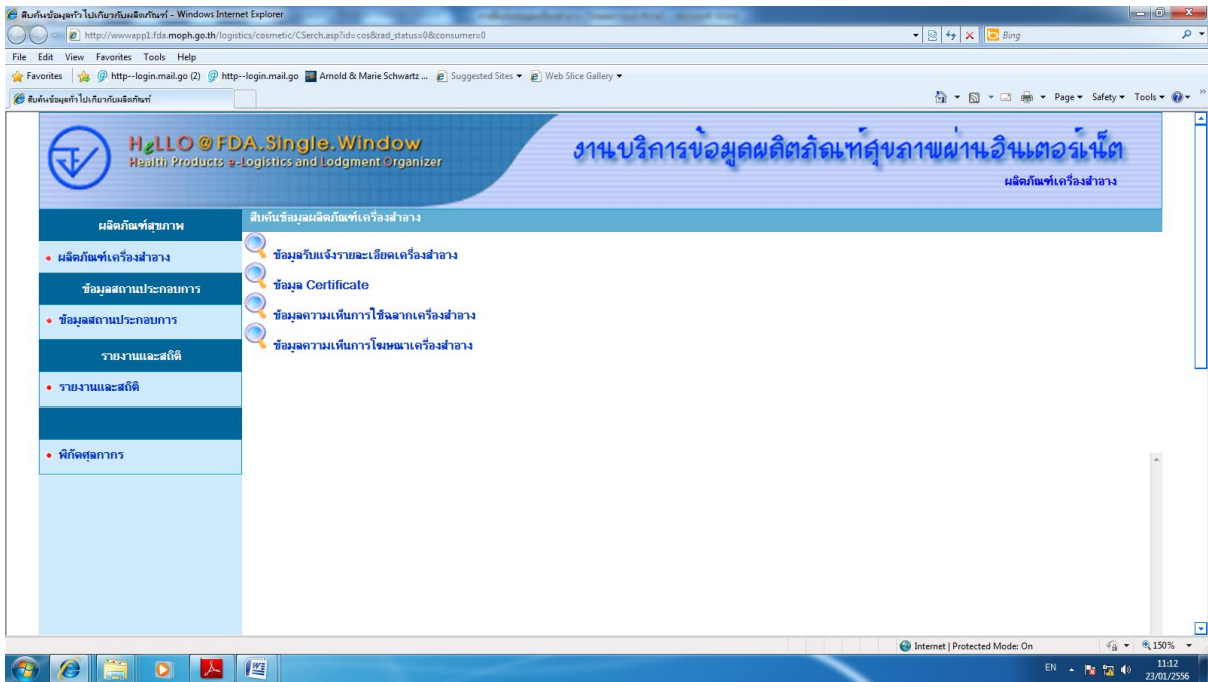 สืบค้นข้อมูลทั่วไปเกี่ยวกับผลิตภัณฑ์ - Windows Internet Explorer
http://wwwapp1.fda.moph.go.th/logistics/cosmetic/CSerch.asp?id=cos&rad_status=0&consumer=0
Bing
File Edit View Favorites Tools Help
Favorites http--login.mail.go (2) http--login.mail.go Arnold & Marie Schwartz ... Suggested Sites Web Slice Gallery
สืบค้นข้อมูลทั่วไปเกี่ยวกับผลิตภัณฑ์
Page Safety Tools
HeLLO @ FDA.Single.Window
Health Products e-Logistics and Lodgment Organizer
งานบริการข้อมูลผลิตภัณฑ์สุขภาพผ่านอินเตอร์เน็ต
ผลิตภัณฑ์เครื่องสำอาง
ผลิตภัณฑ์สุขภาพ
ผลิตภัณฑ์เครื่องสำอาง
ข้อมูลสถานประกอบการ
ข้อมูลสถานประกอบการ
รายงานและสถิติ
รายงานและสถิติ
พิกัดศุลกากร
สืบค้นข้อมูลผลิตภัณฑ์เครื่องสำอาง
ข้อมูลรับแจ้งรายละเอียดเครื่องสำอาง
ข้อมูล Certificate
ข้อมูลความเห็นการใช้ฉลากเครื่องสำอาง
ข้อมูลความเห็นการโฆษณาเครื่องสำอาง
Internet | Protected Mode: On
150%
EN
11:12
23/01/2556